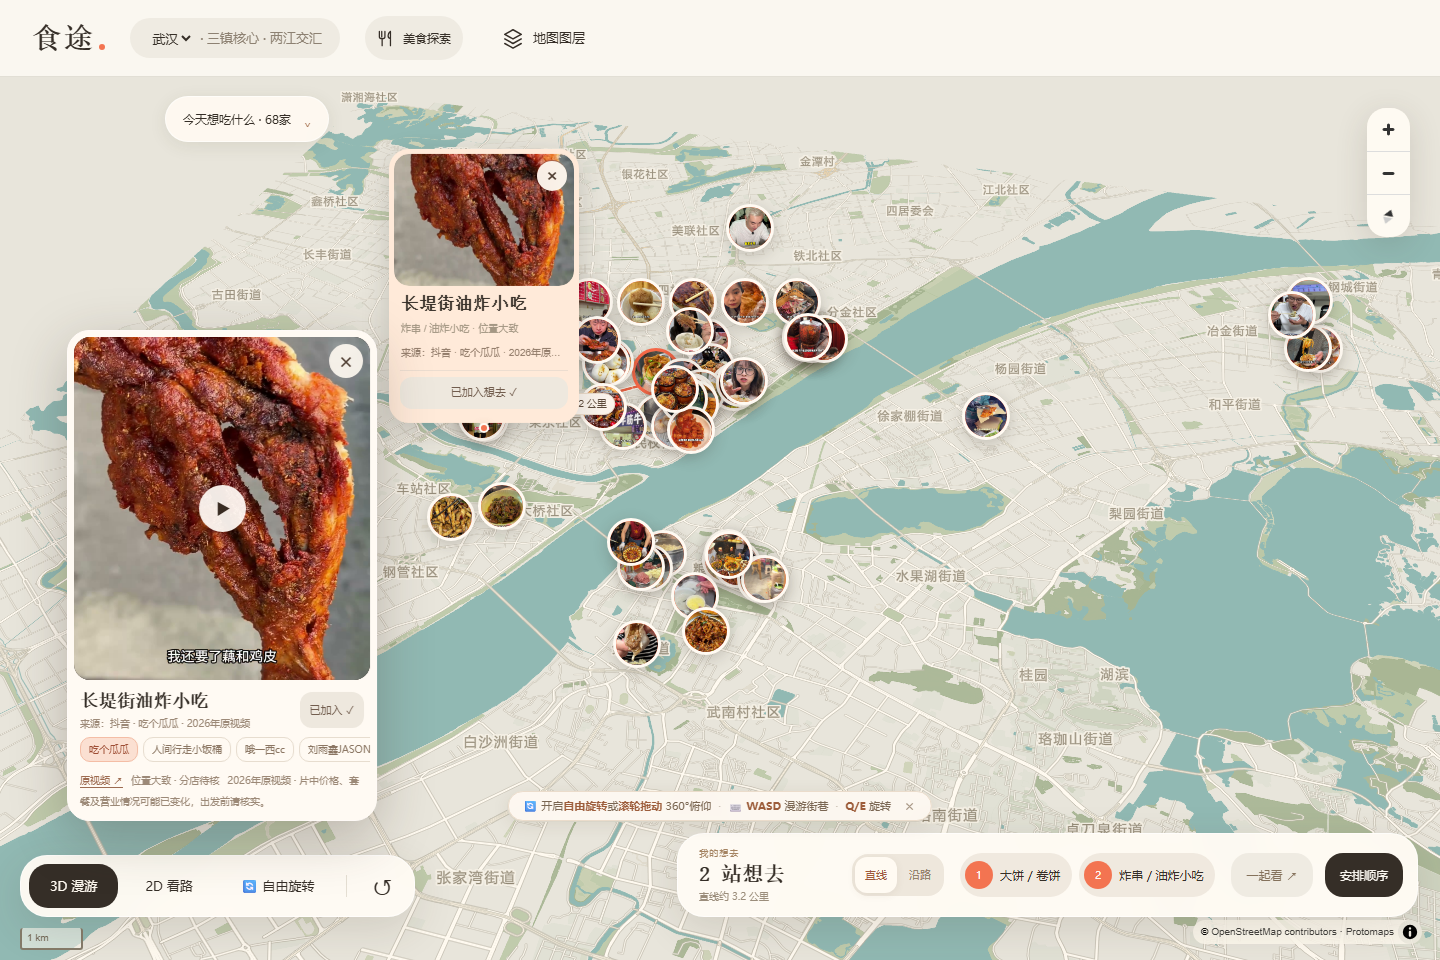 食途.
武汉 · 三镇核心 · 两江交汇
美食探索
地图图层
今天想吃什么 · 68家
潇湘海社区
银花社区
金潭村
江北社区
鑫桥社区
四居委会
美联社区
长丰街道
铁北社区
古田街道
分金社区
钢城街道
冶金街道
杨园街道
和平街道
徐家棚街道
长堤街油炸小吃
炸串 / 油炸小吃 · 位置大致
来源：抖音 · 吃个瓜瓜 · 2026年原...
已加入想去 ✓
2 公里
车站社区
大桥社区
梨园街道
钢管社区
水果湖街道
桂园
湖滨
武南村社区
白沙洲街道
珞珈山街道
张家湾街道
我还要了藕和鸡皮
长堤街油炸小吃
来源：抖音 · 吃个瓜瓜 · 2026年原视频
已加入 ✓
吃个瓜瓜
人间行走小饭桶
哦一西cc
刘雨鑫JASON
原视频 ↗ 位置大致 · 分店待核 2026年原视频 · 片中价格、套
餐及营业情况可能已变化，出发前请核实。
开启自由旋转或滚轮拖动 360°俯仰 · WASD 漫游街巷 · Q/E 旋转 ×
3D 漫游
2D 看路
自由旋转
我的想去
2 站想去
直线约 3.2 公里
直线
沿路
1 大饼 / 卷饼
2 炸串 / 油炸小吃
一起看 ↗
安排顺序
1 km
© OpenStreetMap contributors · Protomaps